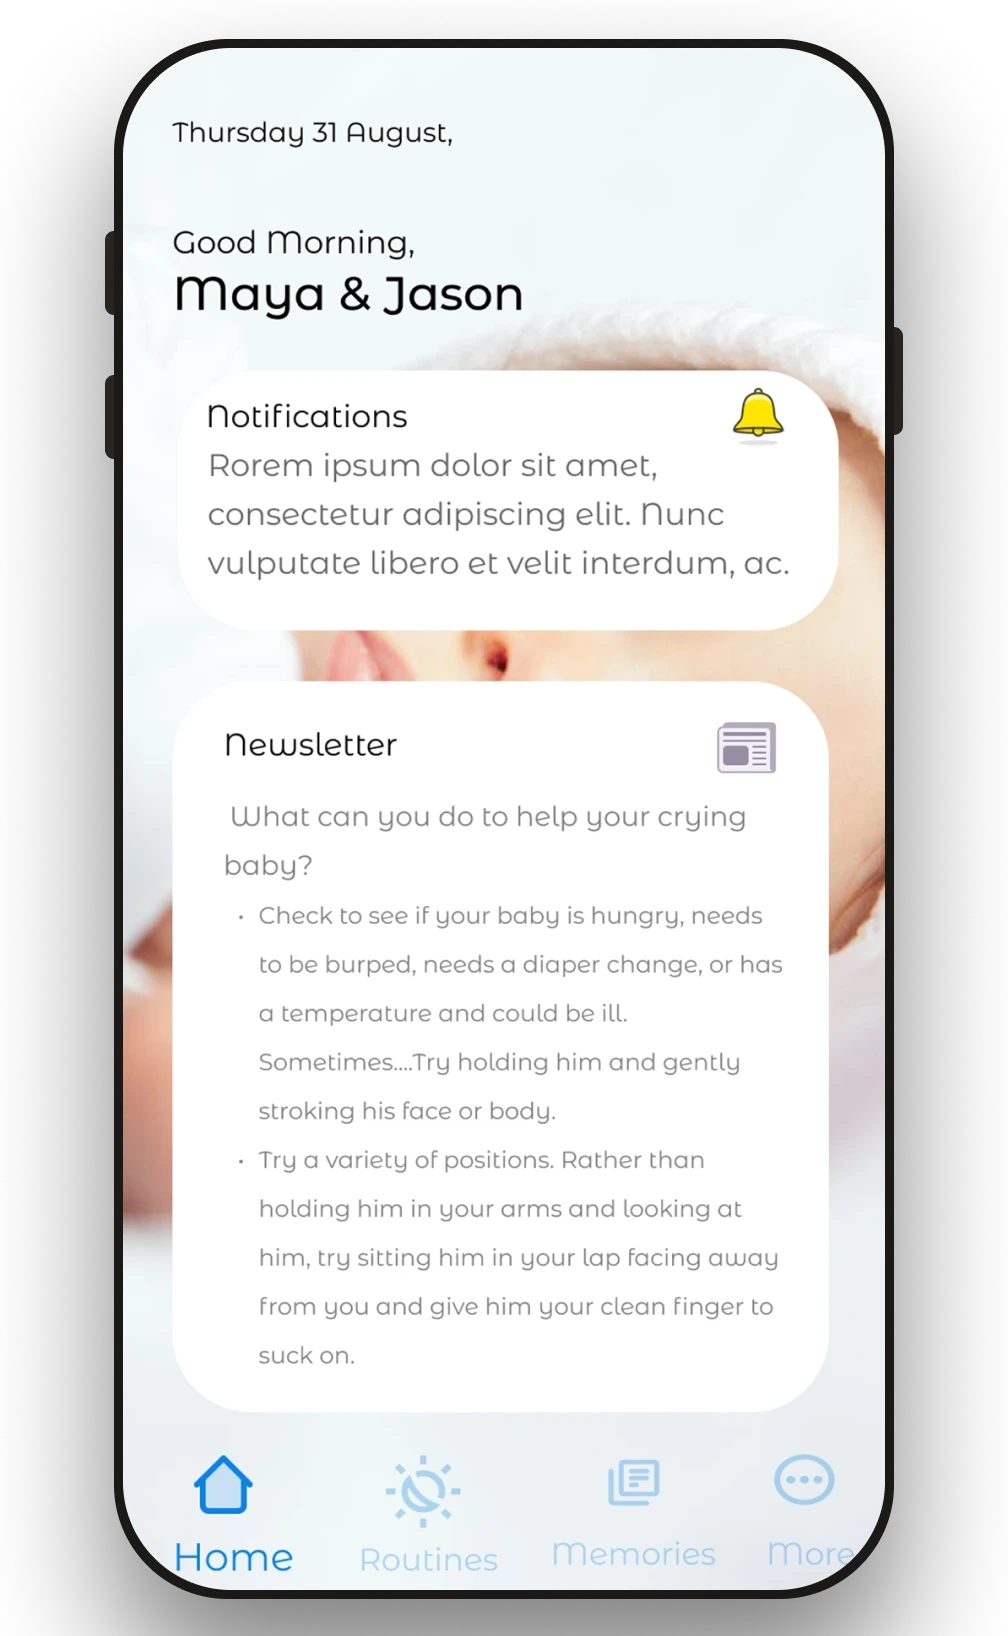 Thursday 31 August,
Good Morning,
Maya & Jason
Notifications
Rorem ipsum dolor sit amet,
consectetur adipiscing elit. Nunc
vulputate libero et velit interdum, ac.
Newsletter
What can you do to help your crying
baby?
• Check to see if your baby is hungry, needs
to be burped, needs a diaper change, or has
a temperature and could be ill.
Sometimes....Try holding him and gently
stroking his face or body.
• Try a variety of positions. Rather than
holding him in your arms and looking at
him, try sitting him in your lap facing away
from you and give him your clean finger to
suck on.
Home Routines Memories More